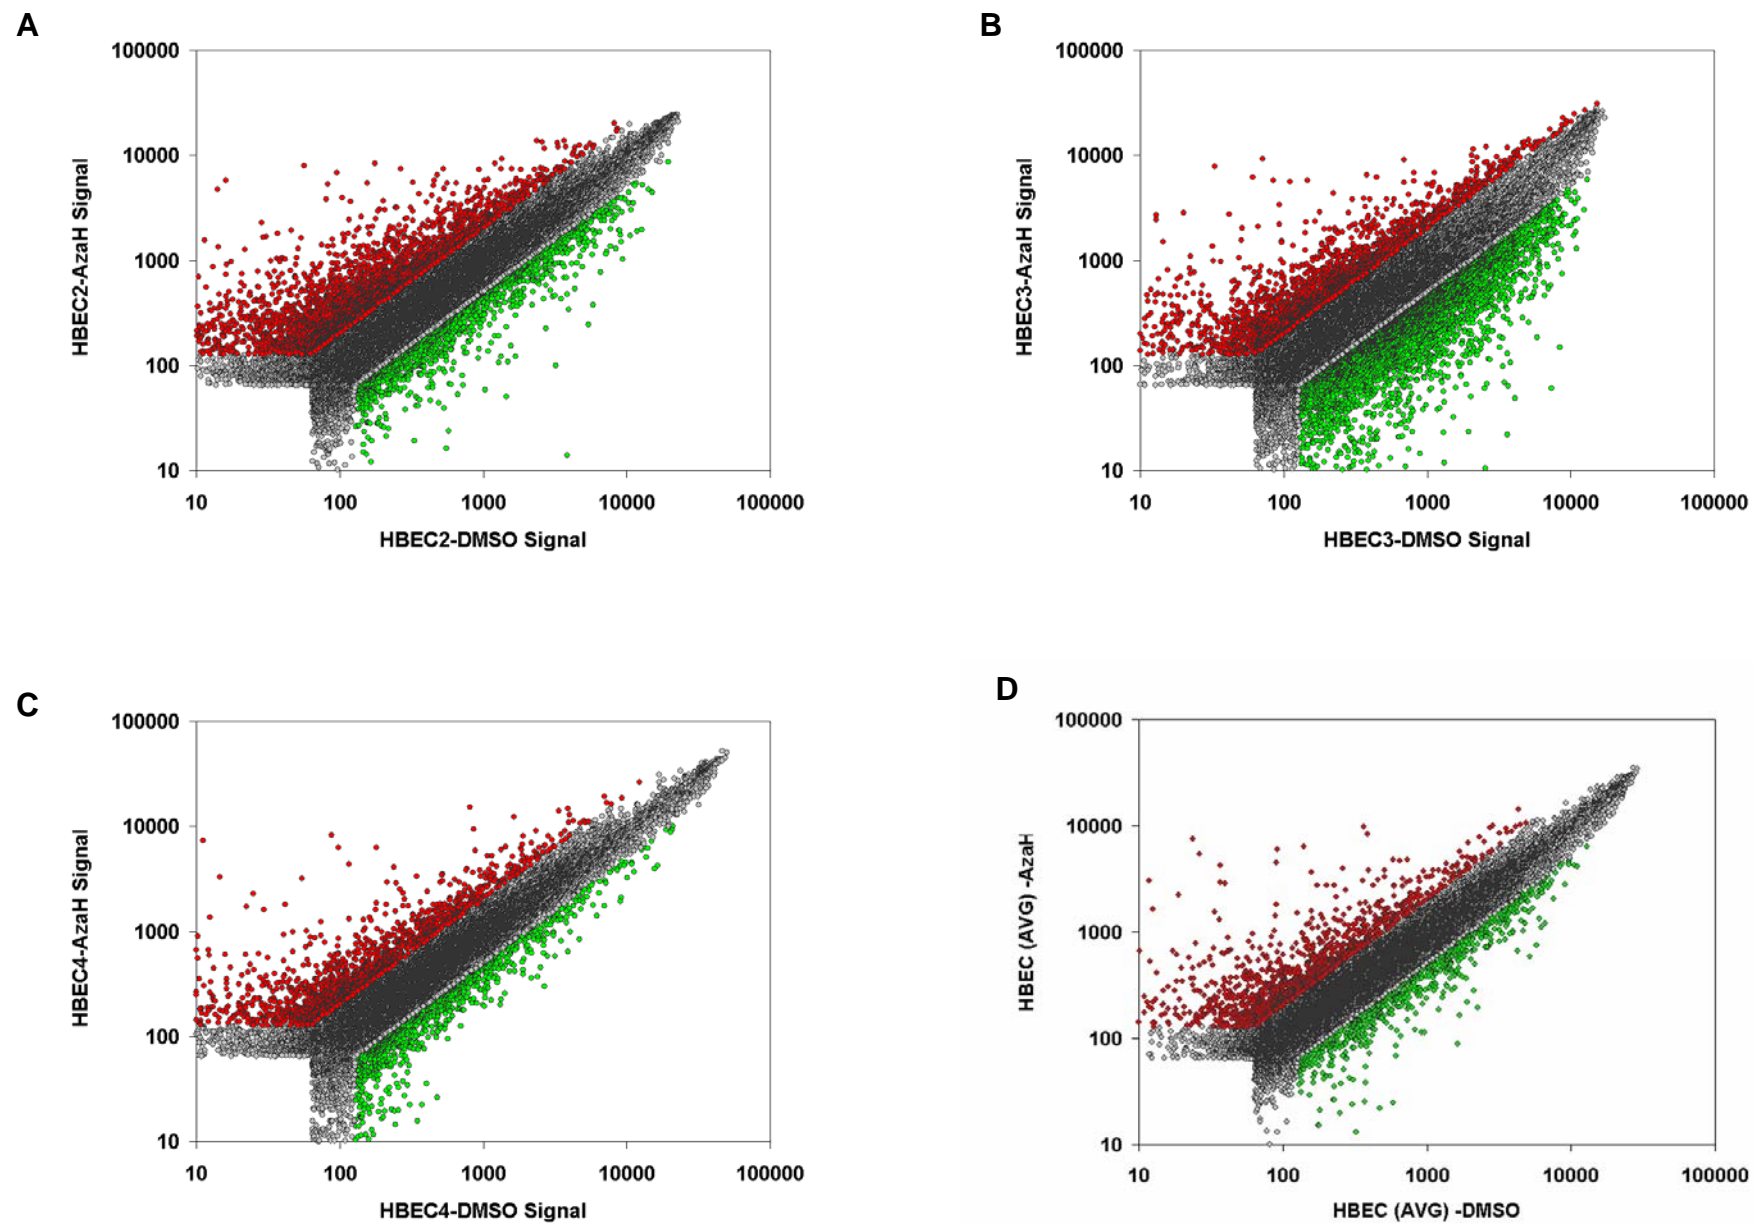 A
100000
10000
1000
100
10
HBEC2-AzaH Signal
10 100 1000 10000 100000
HBEC2-DMSO Signal
B
100000
10000
1000
100
10
HBEC3-AzaH Signal
10 100 1000 10000 100000
HBEC3-DMSO Signal
C
100000
10000
1000
100
10
HBEC4-AzaH Signal
10 100 1000 10000 100000
HBEC4-DMSO Signal
D
100000
10000
1000
100
10
HBEC (AVG) -AzaH
10 100 1000 10000 100000
HBEC (AVG) -DMSO